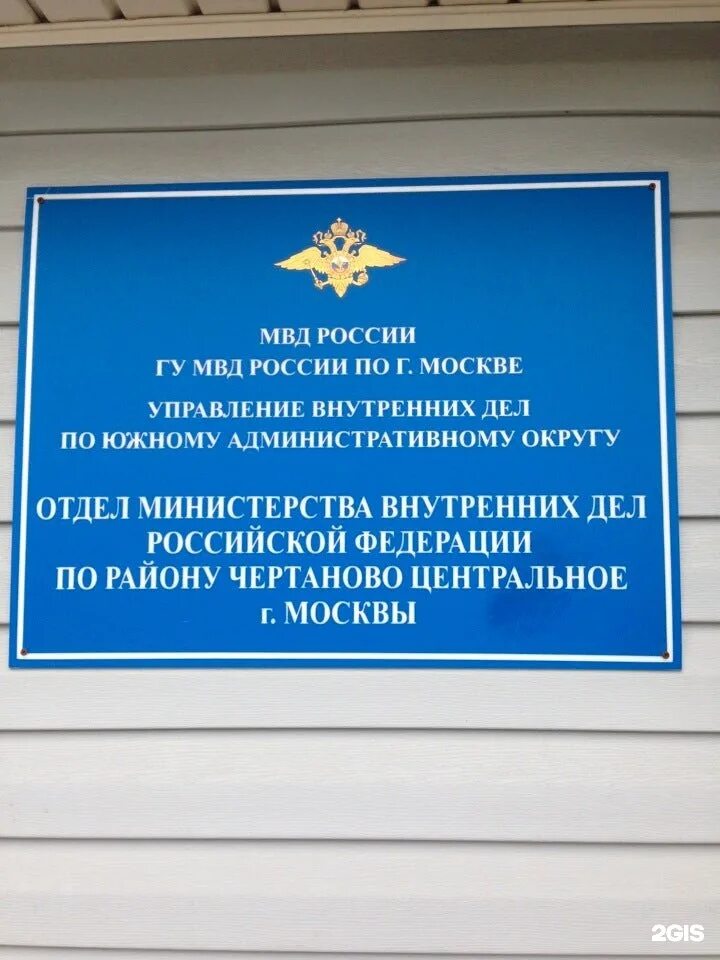 МВД РОССИИ
ГУ МВД РОССИИ ПО Г. МОСКВЕ
УПРАВЛЕНИЕ ВНУТРЕННИХ ДЕЛ
ПО ЮЖНОМУ АДМИНИСТРАТИВНОМУ ОКРУГУ
ОТДЕЛ МИНИСТЕРСТВА ВНУТРЕННИХ ДЕЛ
РОССИЙСКОЙ ФЕДЕРАЦИИ
ПО РАЙОНУ ЧЕРТАНОВО ЦЕНТРАЛЬНОЕ
г. МОСКВЫ
2GIS